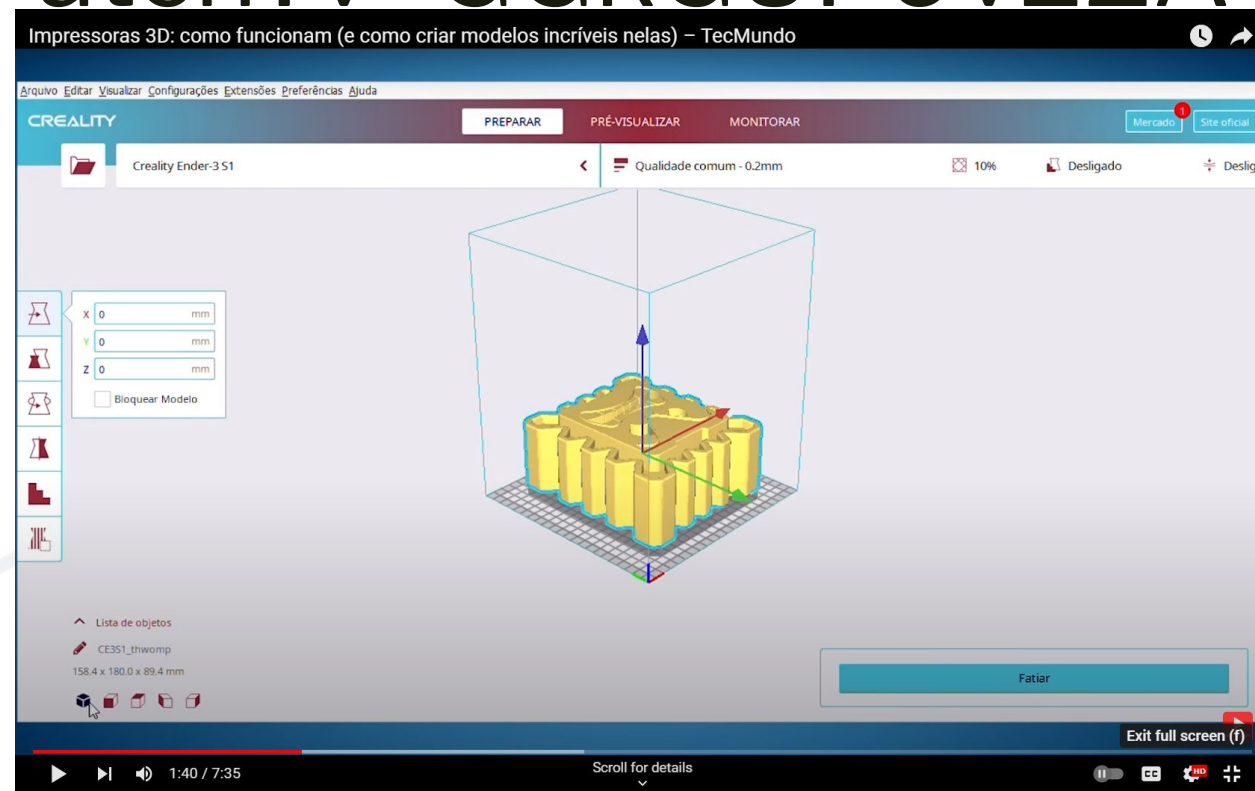 Impressoras 3D: como funcionam (e como criar modelos incríveis nelas) – TecMundo
Arquivo Editar Visualizar Configurações Extensões Preferências Ajuda
CREALITY
PREPARAR PRÉ-VISUALIZAR MONITORAR
Mercado 1 Site oficial
Creality Ender-3 S1
Qualidade comum - 0.2mm 10% Desligado
X 0 mm
Y 0 mm
Z 0 mm
Bloquear Modelo
Lista de objetos
CE3S1_thwomp
158.4 x 180.0 x 89.4 mm
Fatiar
Exit full screen (f)
1:40 / 7:35
Scroll for details
CC HD